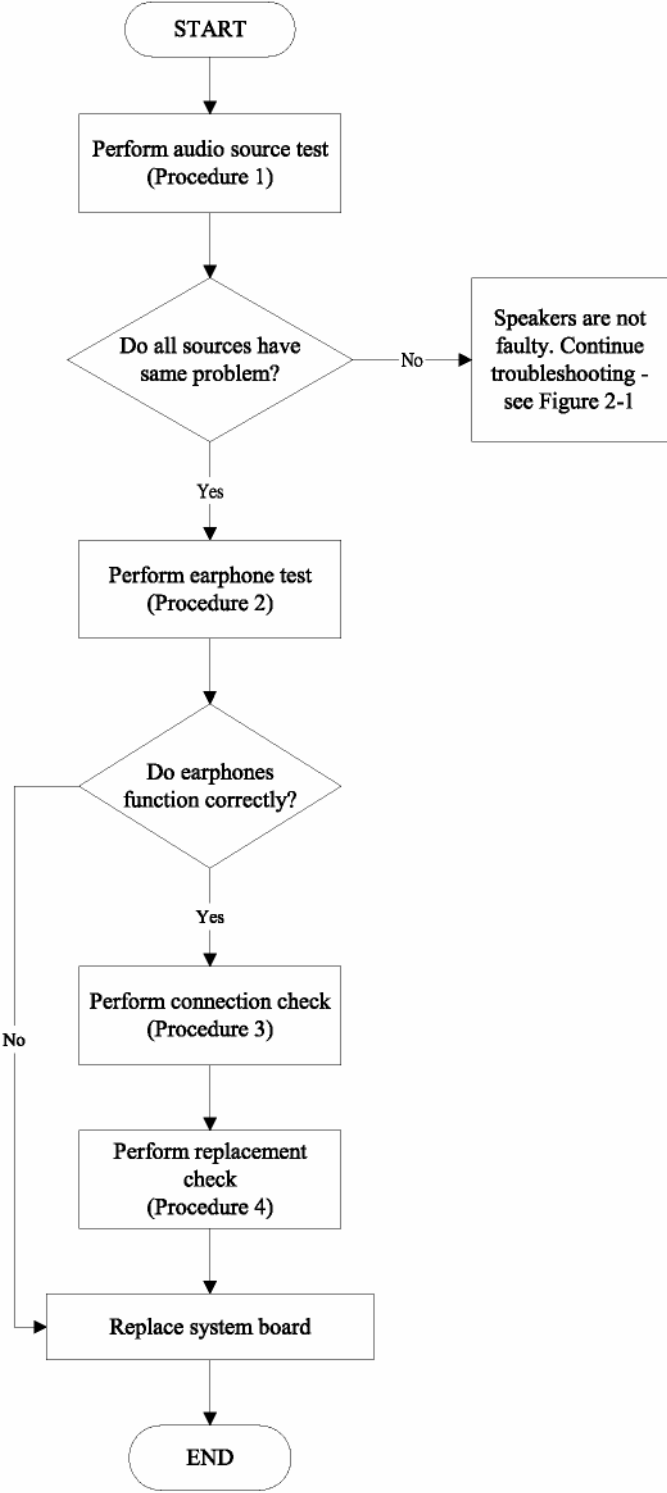 START
Perform audio source test
(Procedure 1)
Do all sources have
same problem?
No
Speakers are not
faulty. Continue
troubleshooting -
see Figure 2-1
Yes
Perform earphone test
(Procedure 2)
Do earphones
function correctly?
Yes
Perform connection check
(Procedure 3)
No
Perform replacement
check
(Procedure 4)
Replace system board
END